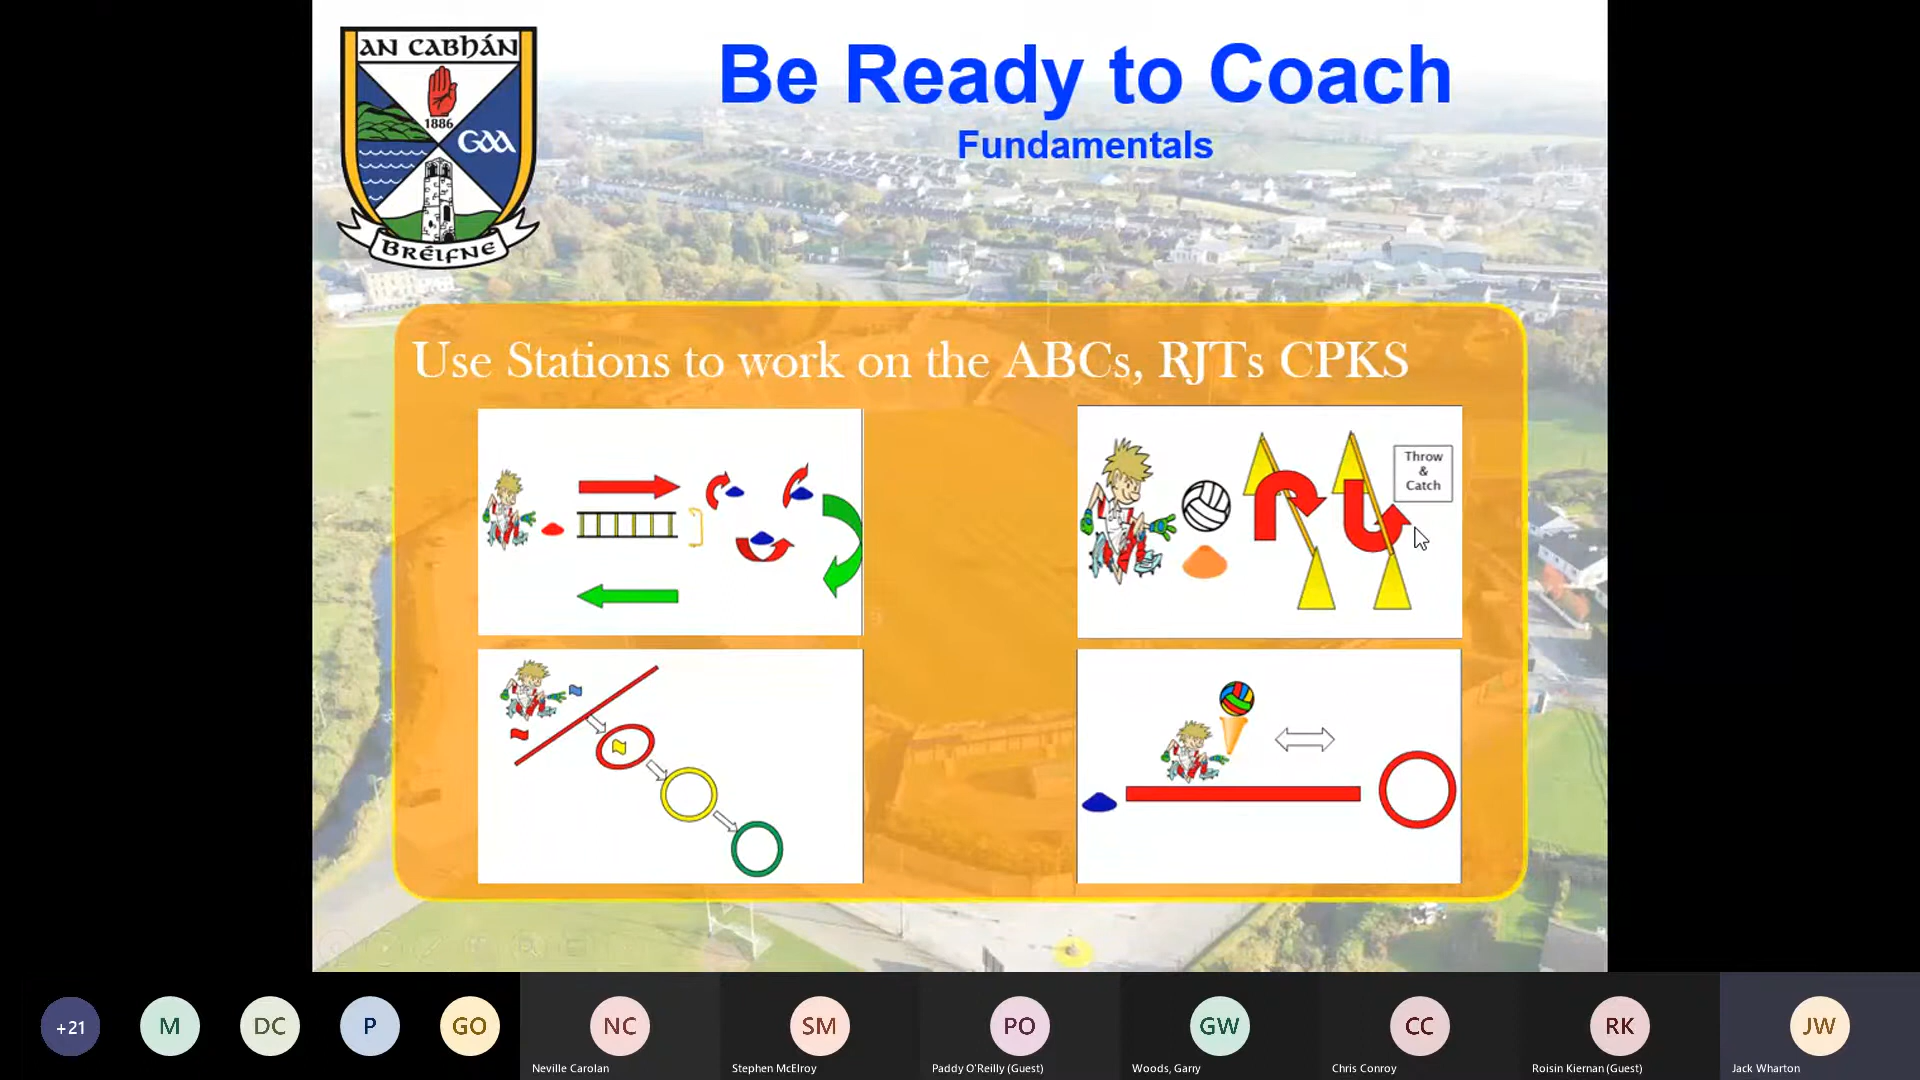 AN CABHÁN
1886
GAA
BRÉIFNE
Be Ready to Coach
Fundamentals
Use Stations to work on the ABCs, RJTs CPKS
Throw
&
Catch
+21
M
DC
P
GO
NC
SM
PO
GW
CC
RK
JW
Neville Carolan
Stephen McElroy
Paddy O'Reilly (Guest)
Woods, Garry
Chris Conroy
Roisin Kiernan (Guest)
Jack Wharton